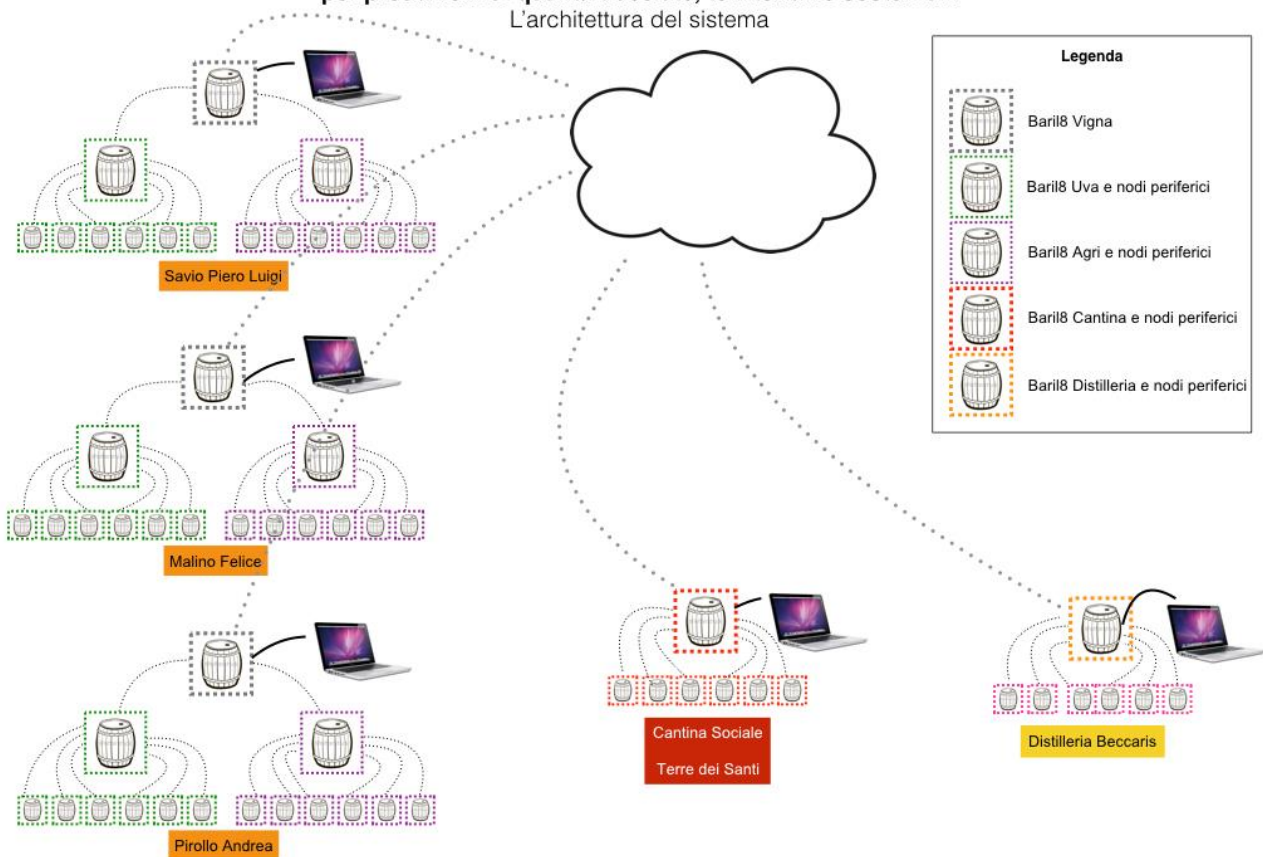 L'architettura del sistema
Legenda
Baril8 Vigna
Baril8 Uva e nodi periferici
Baril8 Agri e nodi periferici
Baril8 Cantina e nodi periferici
Baril8 Distilleria e nodi periferici
Savio Piero Luigi
Malino Felice
Pirollo Andrea
Cantina Sociale
Terre dei Santi
Distilleria Beccaris